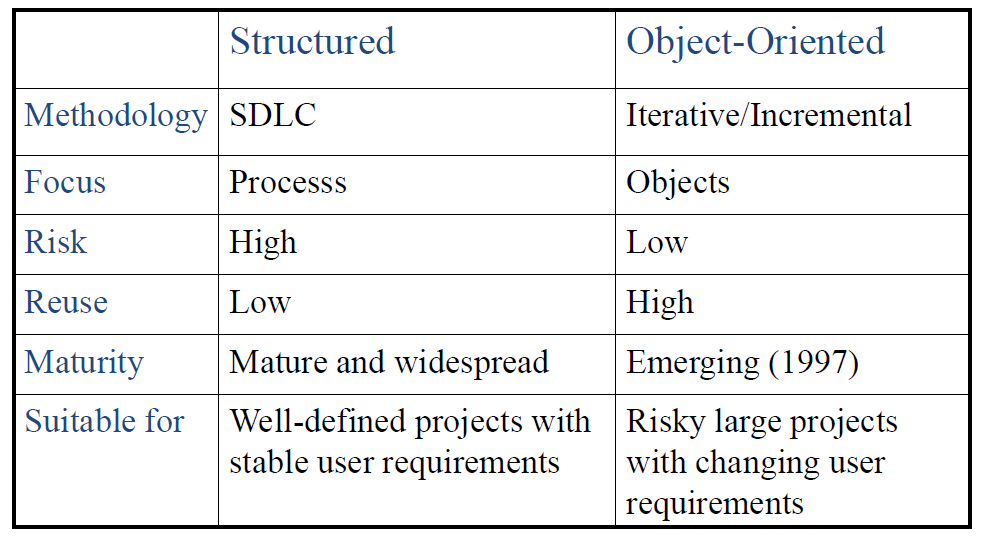 Structured Object-Oriented
Methodology SDLC Iterative/Incremental
Focus Processs Objects
Risk High Low
Reuse Low High
Maturity Mature and widespread Emerging (1997)
Suitable for Well-defined projects with Risky large projects
stable user requirements with changing user
requirements